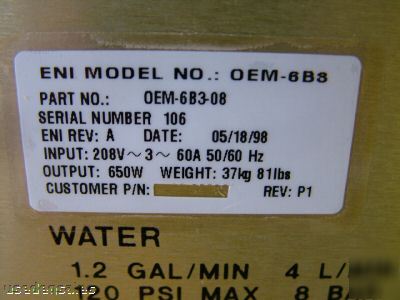 ENI MODEL NO.: OEM-6B3
PART NO.: OEM-6B3-08
SERIAL NUMBER 106
ENI REV: A DATE: 05/18/98
INPUT: 208V~3~60A 50/60 Hz
OUTPUT: 650W WEIGHT: 37kg 81lbs
CUSTOMER P/N: REV: P1
WATER
1.2 GAL/MIN 4 L/
120 PSI MAX 8